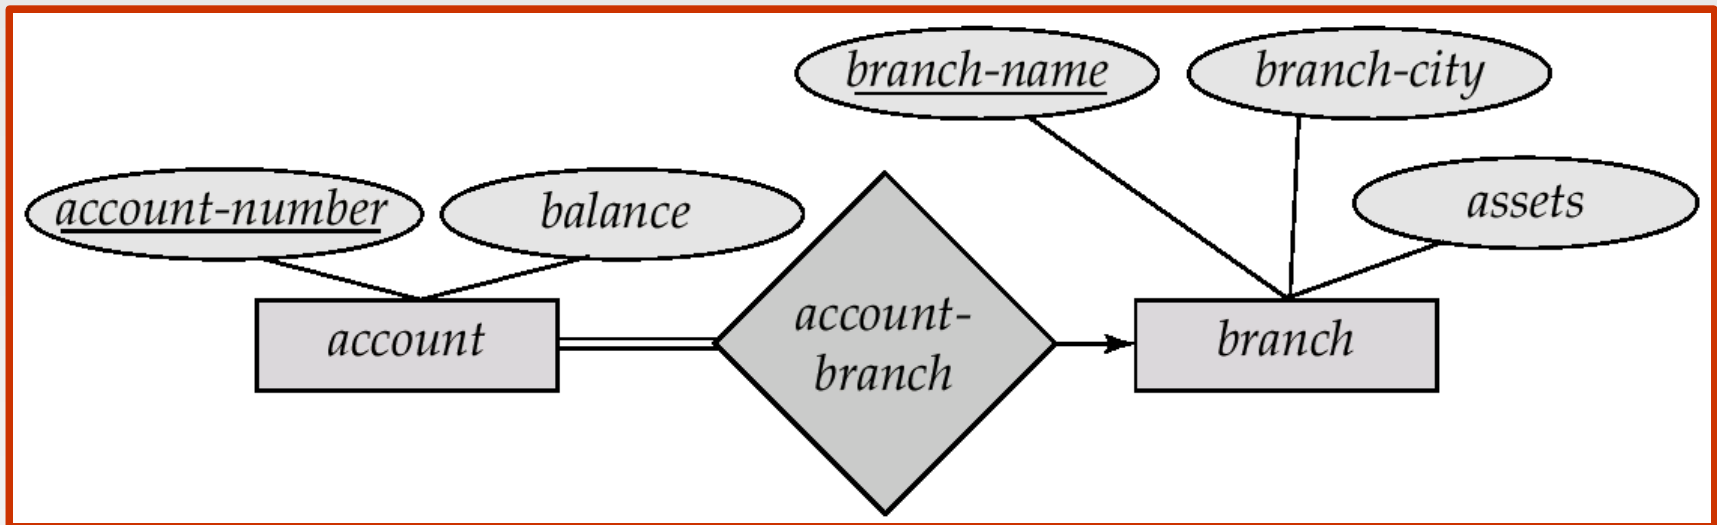 branch-name
branch-city
account-number
balance
assets
account
account-
branch
branch